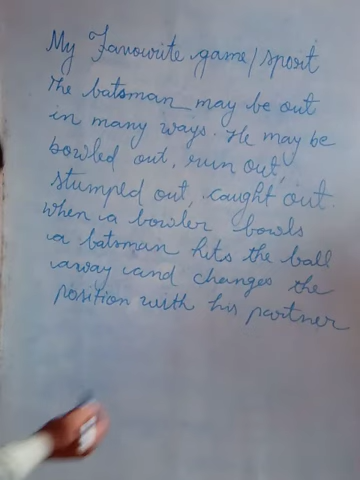 My Favourite game/sport
The batsman may be out
in many ways. He may be
bowled out, run out,
stumped out, caught out.
When a bowler bowls
a batsman hits the ball
away and changes the
position with his partner